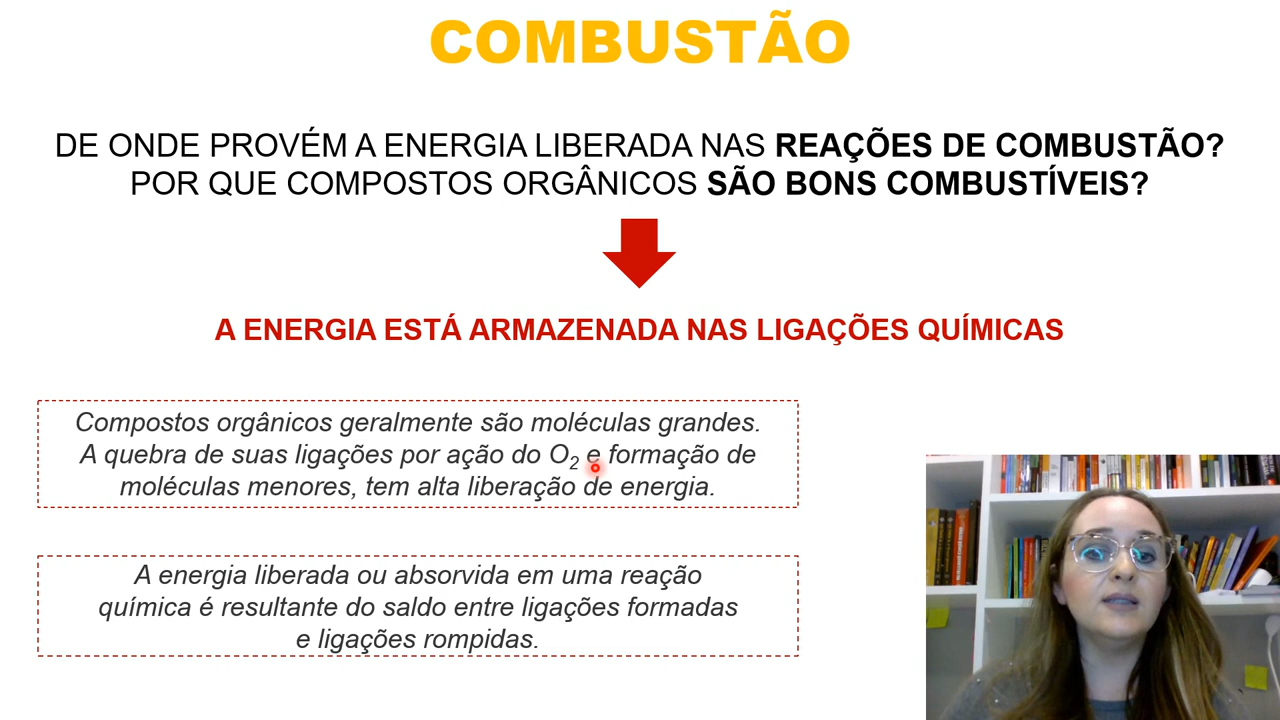 COMBUSTÃO
DE ONDE PROVÉM A ENERGIA LIBERADA NAS REAÇÕES DE COMBUSTÃO?
POR QUE COMPOSTOS ORGÂNICOS SÃO BONS COMBUSTÍVEIS?
A ENERGIA ESTÁ ARMAZENADA NAS LIGAÇÕES QUÍMICAS
Compostos orgânicos geralmente são moléculas grandes.
A quebra de suas ligações por ação do O₂ e formação de
moléculas menores, tem alta liberação de energia.
A energia liberada ou absorvida em uma reação
química é resultante do saldo entre ligações formadas
e ligações rompidas.